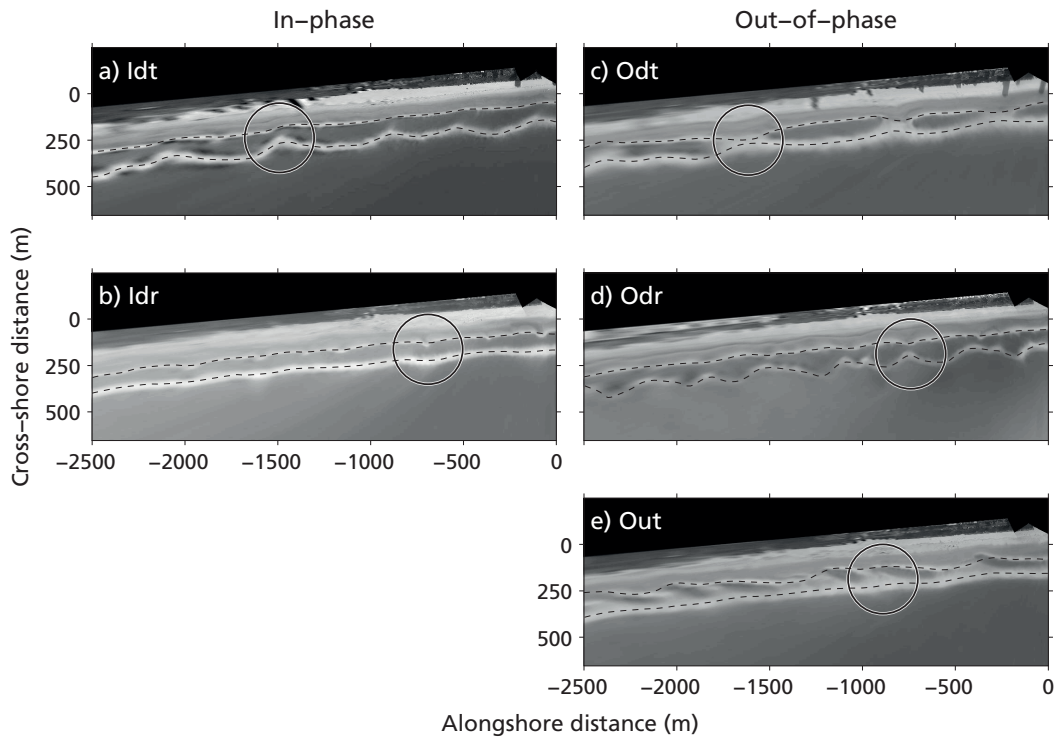 In−phase
Out−of−phase
a) Idt
c) Odt
0
250
500
b) Idr
d) Odr
0
250
500
−2500 −2000 −1500 −1000 −500 0
e) Out
0
250
500
−2500 −2000 −1500 −1000 −500 0
Cross−shore distance (m)
Alongshore distance (m)